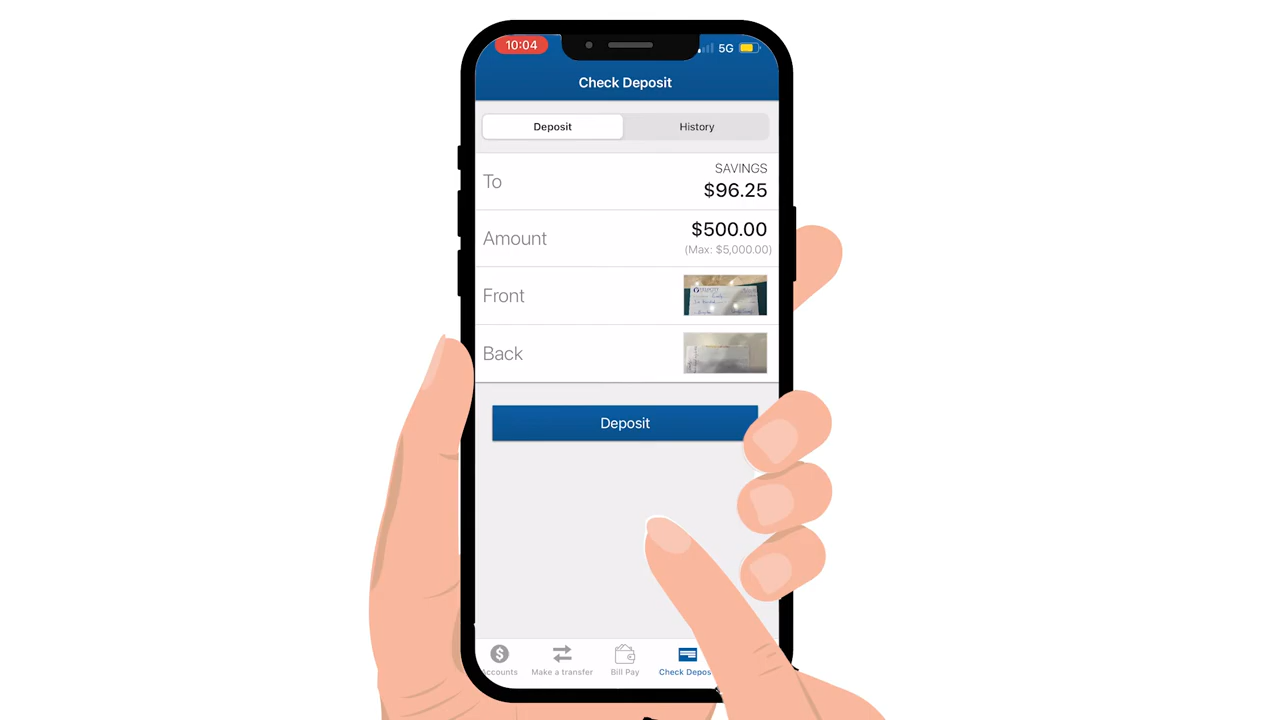 10:04
5G
Check Deposit
Deposit
History
To
SAVINGS
$96.25
Amount
$500.00
(Max: $5,000.00)
Front
Back
Deposit
Make a transfer
Bill Pay
Check